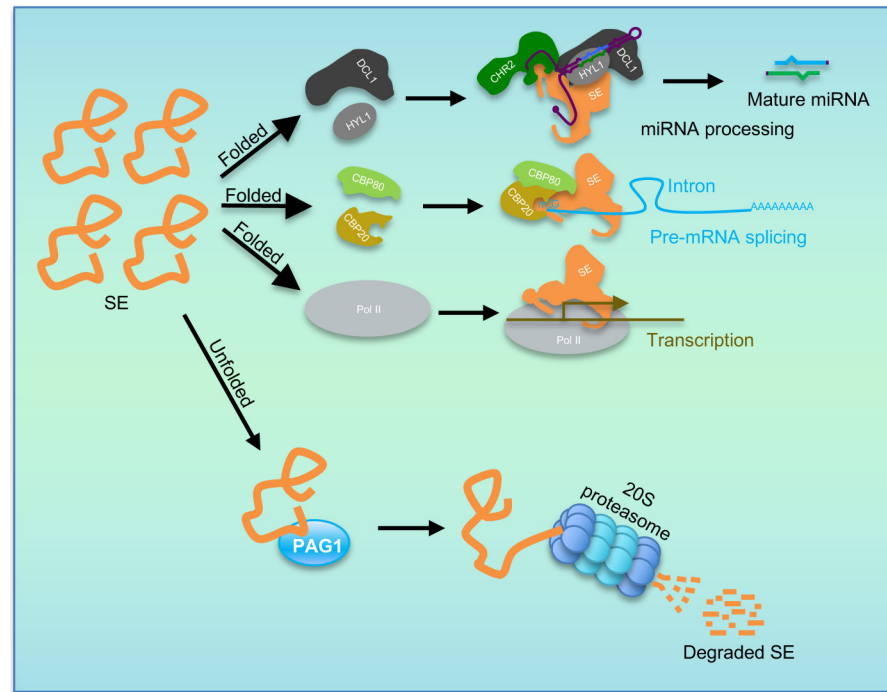 SE
Folded
DCL1
HYL1
CHR2
DCL1
HYL1
SE
miRNA processing
Mature miRNA
Folded
CBP80
CBP20
CBP80
CBP20
SE
Intron
AAAAAAAAA
Pre-mRNA splicing
Folded
Pol II
SE
Pol II
Transcription
Unfolded
PAG1
20S
proteasome
Degraded SE